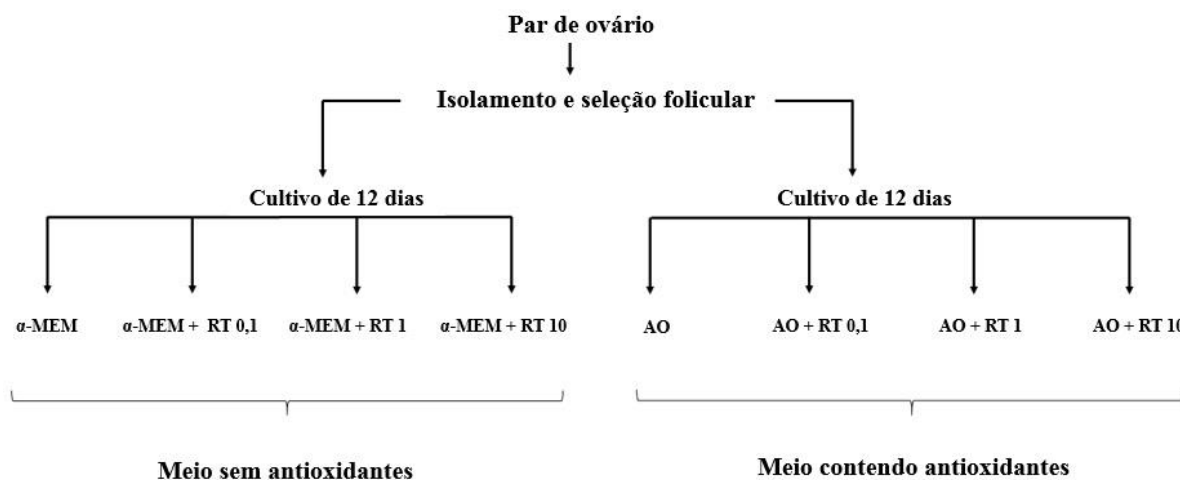 Par de ovário
Isolamento e seleção folicular
Cultivo de 12 dias
Cultivo de 12 dias
α-MEM
α-MEM + RT 0,1
α-MEM + RT 1
α-MEM + RT 10
AO
AO + RT 0,1
AO + RT 1
AO + RT 10
Meio sem antioxidantes
Meio contendo antioxidantes